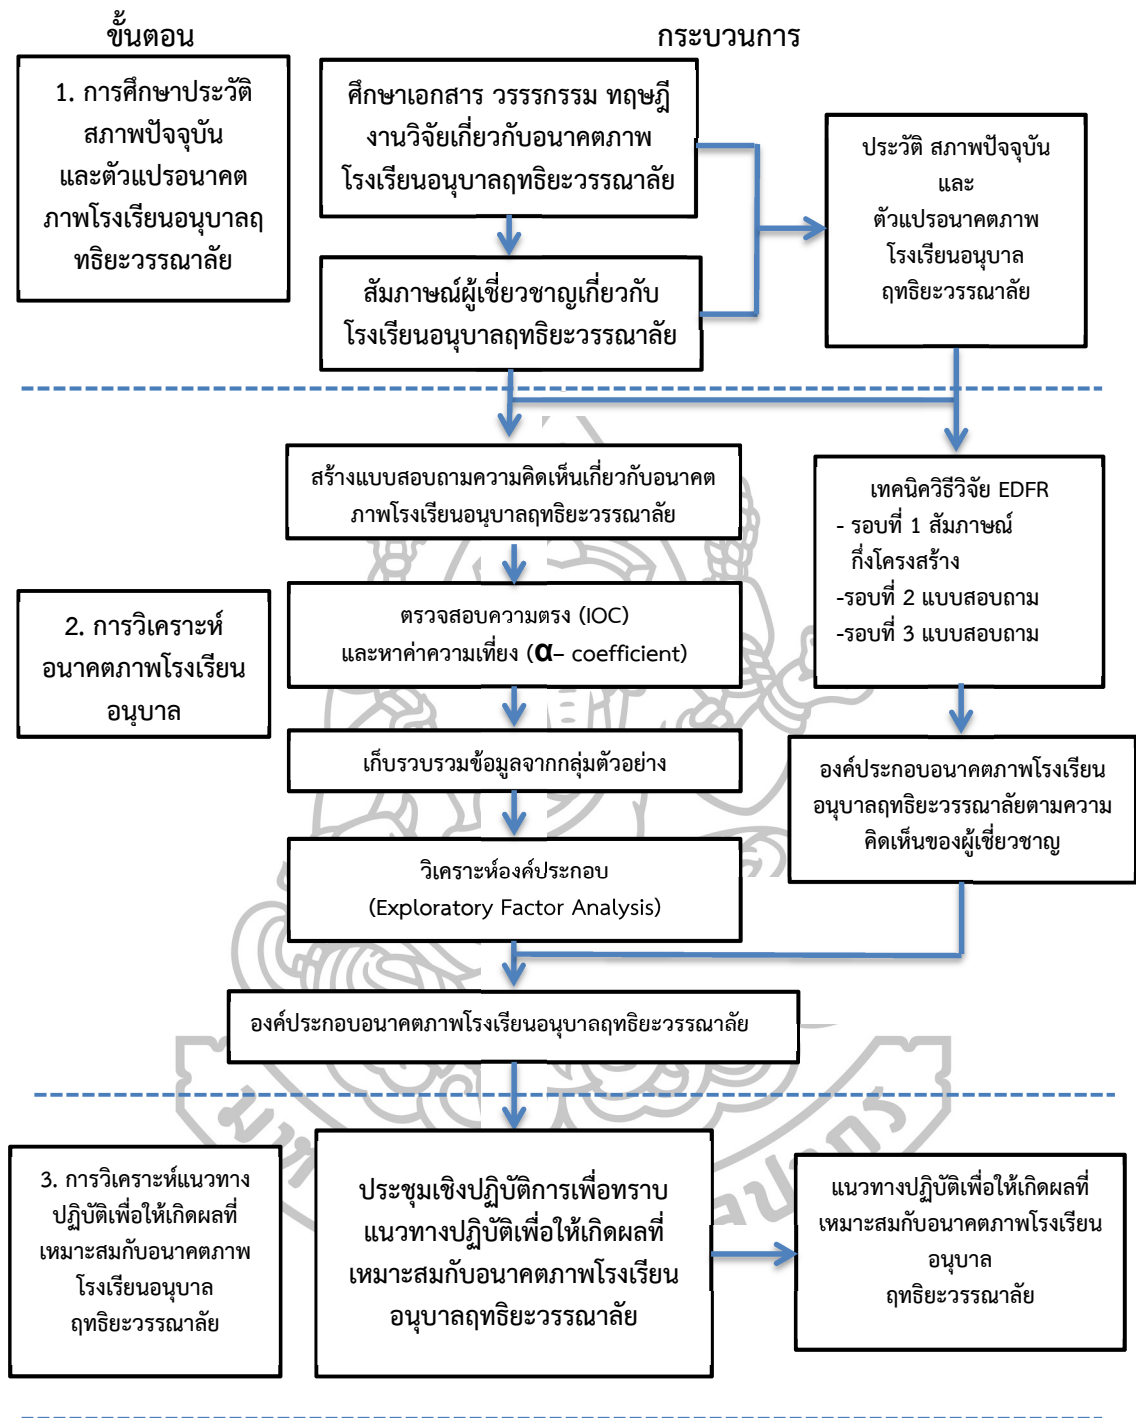 ขั้นตอน
กระบวนการ
1. การศึกษาประวัติ
สภาพปัจจุบัน
และตัวแปรอนาคต
ภาพโรงเรียนอนุบาลฤ
ทธิยะวรรณาลัย
ศึกษาเอกสาร วรรรกรรม ทฤษฎี
งานวิจัยเกี่ยวกับอนาคตภาพ
โรงเรียนอนุบาลฤทธิยะวรรณาลัย
สัมภาษณ์ผู้เชี่ยวชาญเกี่ยวกับ
โรงเรียนอนุบาลฤทธิยะวรรณาลัย
ประวัติ สภาพปัจจุบัน
และ
ตัวแปรอนาคตภาพ
โรงเรียนอนุบาล
ฤทธิยะวรรณาลัย
สร้างแบบสอบถามความคิดเห็นเกี่ยวกับอนาคต
ภาพโรงเรียนอนุบาลฤทธิยะวรรณาลัย
เทคนิควิธีวิจัย EDFR
- รอบที่ 1 สัมภาษณ์
กึ่งโครงสร้าง
-รอบที่ 2 แบบสอบถาม
-รอบที่ 3 แบบสอบถาม
2. การวิเคราะห์
อนาคตภาพโรงเรียน
อนุบาล
ตรวจสอบความตรง (IOC)
และหาค่าความเที่ยง (α– coefficient)
เก็บรวบรวมข้อมูลจากกลุ่มตัวอย่าง
องค์ประกอบอนาคตภาพโรงเรียน
อนุบาลฤทธิยะวรรณาลัยตามความ
คิดเห็นของผู้เชี่ยวชาญ
วิเคราะห์องค์ประกอบ
(Exploratory Factor Analysis)
องค์ประกอบอนาคตภาพโรงเรียนอนุบาลฤทธิยะวรรณาลัย
3. การวิเคราะห์แนวทาง
ปฏิบัติเพื่อให้เกิดผลที่
เหมาะสมกับอนาคตภาพ
โรงเรียนอนุบาล
ฤทธิยะวรรณาลัย
ประชุมเชิงปฏิบัติการเพื่อทราบ
แนวทางปฏิบัติเพื่อให้เกิดผลที่
เหมาะสมกับอนาคตภาพโรงเรียน
อนุบาลฤทธิยะวรรณาลัย
แนวทางปฏิบัติเพื่อให้เกิดผลที่
เหมาะสมกับอนาคตภาพโรงเรียน
อนุบาล
ฤทธิยะวรรณาลัย